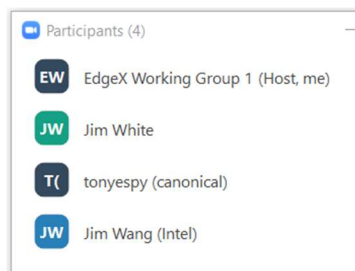 Participants (4)
EW EdgeX Working Group 1 (Host, me)
JW Jim White
T( tonyespy (canonical)
JW Jim Wang (Intel)